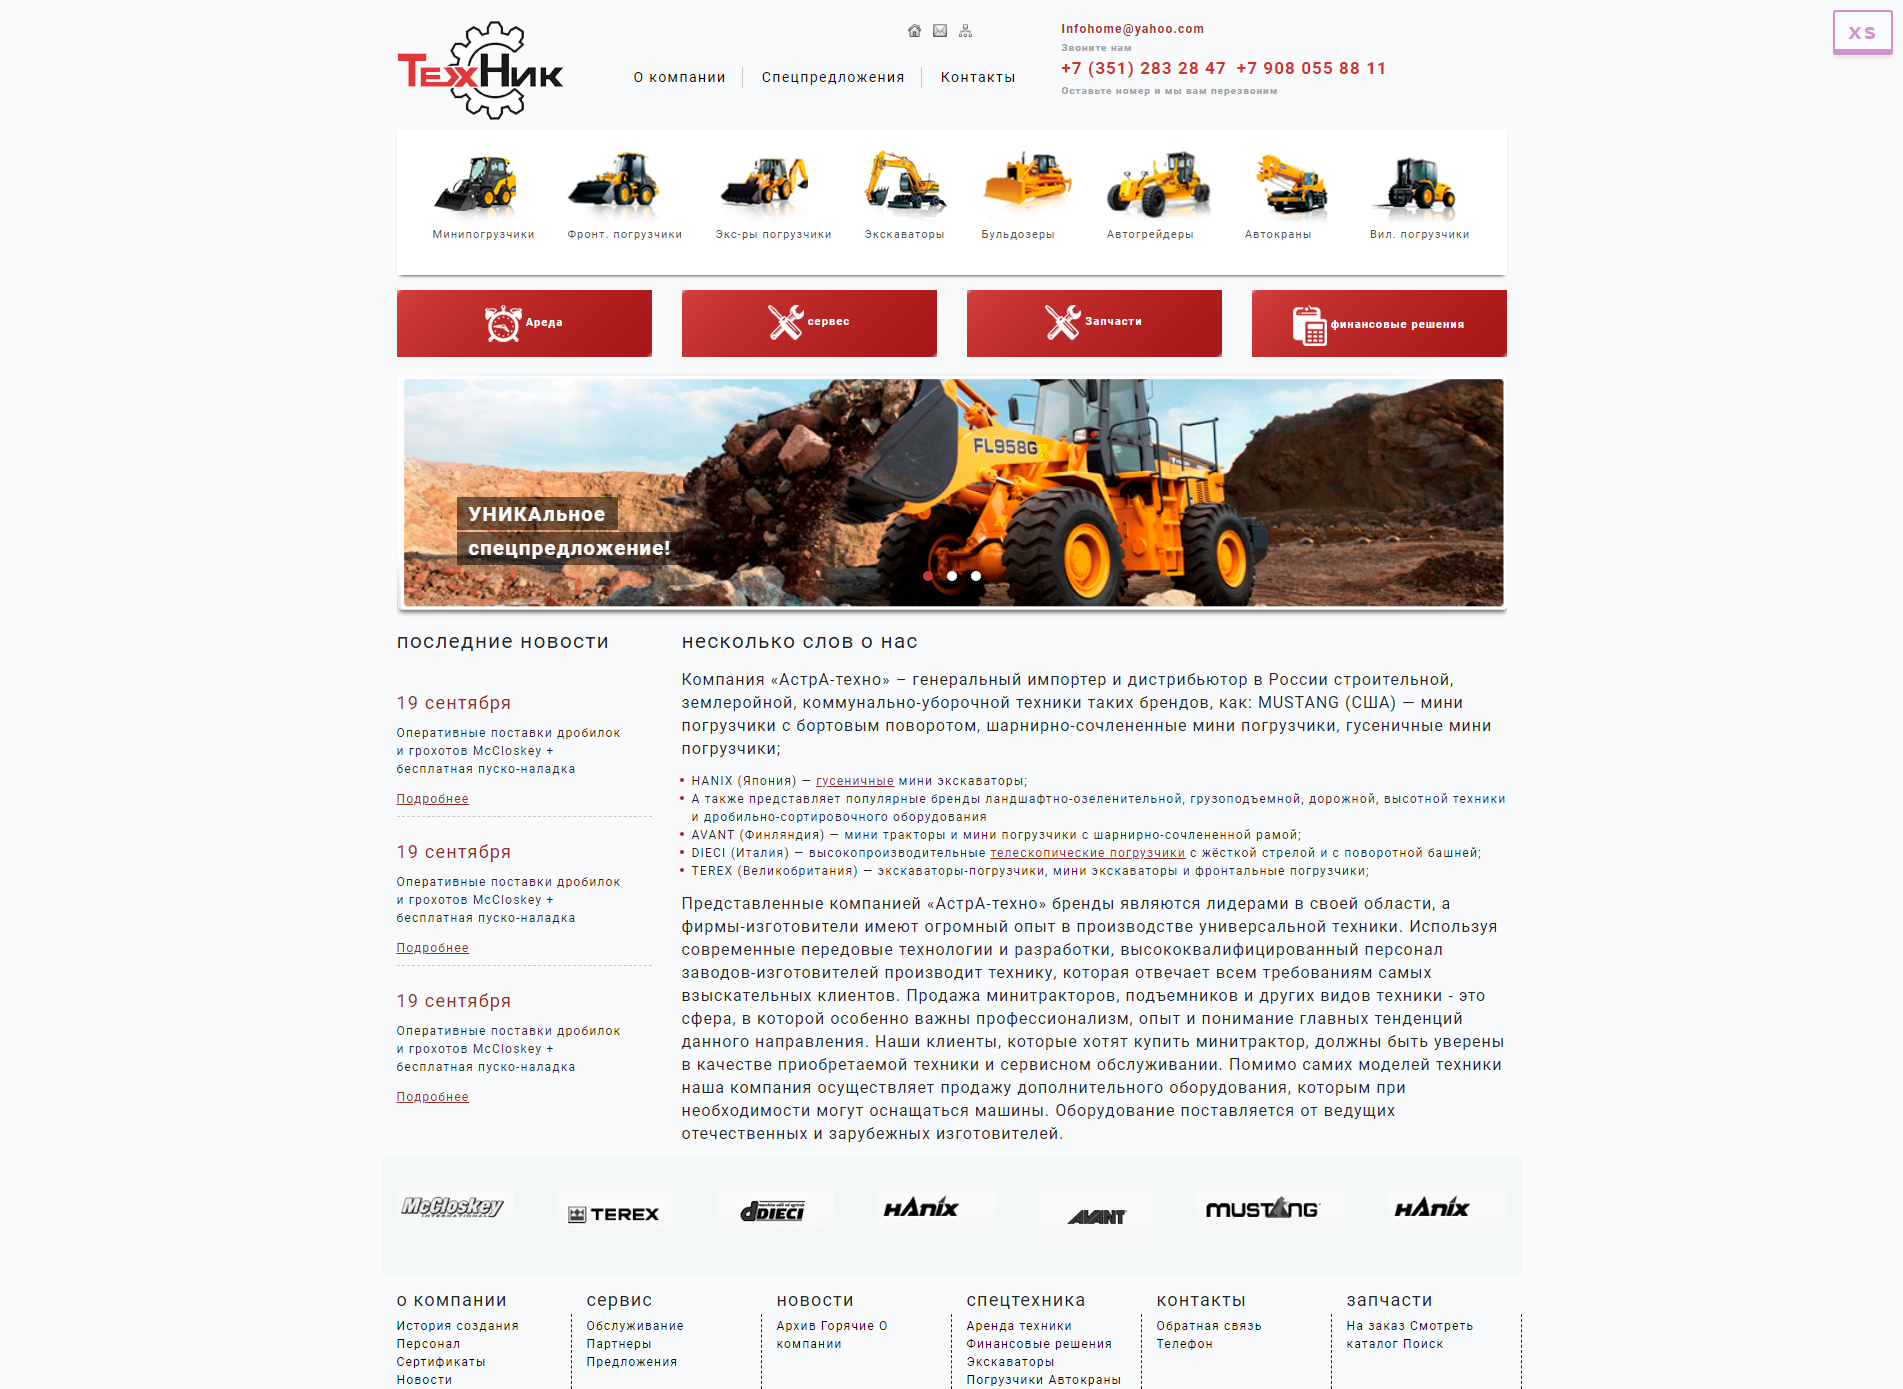 ТехНик
Infohome@yahoo.com
Звоните нам
О компании
Спецпредложения
Контакты
+7 (351) 283 28 47 +7 908 055 88 11
Оставьте номер и мы вам перезвоним
xs
Минипогрузчики
Фронт. погрузчики
Экс-ры погрузчики
Экскаваторы
Бульдозеры
Автогрейдеры
Автокраны
Вил. погрузчики
Ареда
сервес
Запчасти
финансовые решения
FL958G
УНИКАльное
спецпредложение!
последние новости
19 сентября
Оперативные поставки дробилок
и грохотов McCloskey +
бесплатная пуско-наладка
Подробнее
19 сентября
Оперативные поставки дробилок
и грохотов McCloskey +
бесплатная пуско-наладка
Подробнее
19 сентября
Оперативные поставки дробилок
и грохотов McCloskey +
бесплатная пуско-наладка
Подробнее
несколько слов о нас
Компания «АстрА-техно» – генеральный импортер и дистрибьютор в России строительной,
землеройной, коммунально-уборочной техники таких брендов, как: MUSTANG (США) — мини
погрузчики с бортовым поворотом, шарнирно-сочлененные мини погрузчики, гусеничные мини
погрузчики;
HANIX (Япония) — гусеничные мини экскаваторы;
А также представляет популярные бренды ландшафтно-озеленительной, грузоподъемной, дорожной, высотной техники
и дробильно-сортировочного оборудования
AVANT (Финляндия) — мини тракторы и мини погрузчики с шарнирно-сочлененной рамой;
DIECI (Италия) — высокопроизводительные телескопические погрузчики с жёсткой стрелой и с поворотной башней;
TEREX (Великобритания) — экскаваторы-погрузчики, мини экскаваторы и фронтальные погрузчики;
Представленные компанией «АстрА-техно» бренды являются лидерами в своей области, а
фирмы-изготовители имеют огромный опыт в производстве универсальной техники. Используя
современные передовые технологии и разработки, высококвалифицированный персонал
заводов-изготовителей производит технику, которая отвечает всем требованиям самых
взыскательных клиентов. Продажа минитракторов, подъемников и других видов техники - это
сфера, в которой особенно важны профессионализм, опыт и понимание главных тенденций
данного направления. Наши клиенты, которые хотят купить минитрактор, должны быть уверены
в качестве приобретаемой техники и сервисном обслуживании. Помимо самих моделей техники
наша компания осуществляет продажу дополнительного оборудования, которым при
необходимости могут оснащаться машины. Оборудование поставляется от ведущих
отечественных и зарубежных изготовителей.
McCloskey
INTERNATIONAL
TEREX
DIECI
HANIX
AVANT
MUSTANG
HANIX
о компании
История создания
Персонал
Сертификаты
Новости
сервис
Обслуживание
Партнеры
Предложения
новости
Архив Горячие О
компании
спецтехника
Аренда техники
Финансовые решения
Экскаваторы
Погрузчики Автокраны
контакты
Обратная связь
Телефон
запчасти
На заказ Смотреть
каталог Поиск